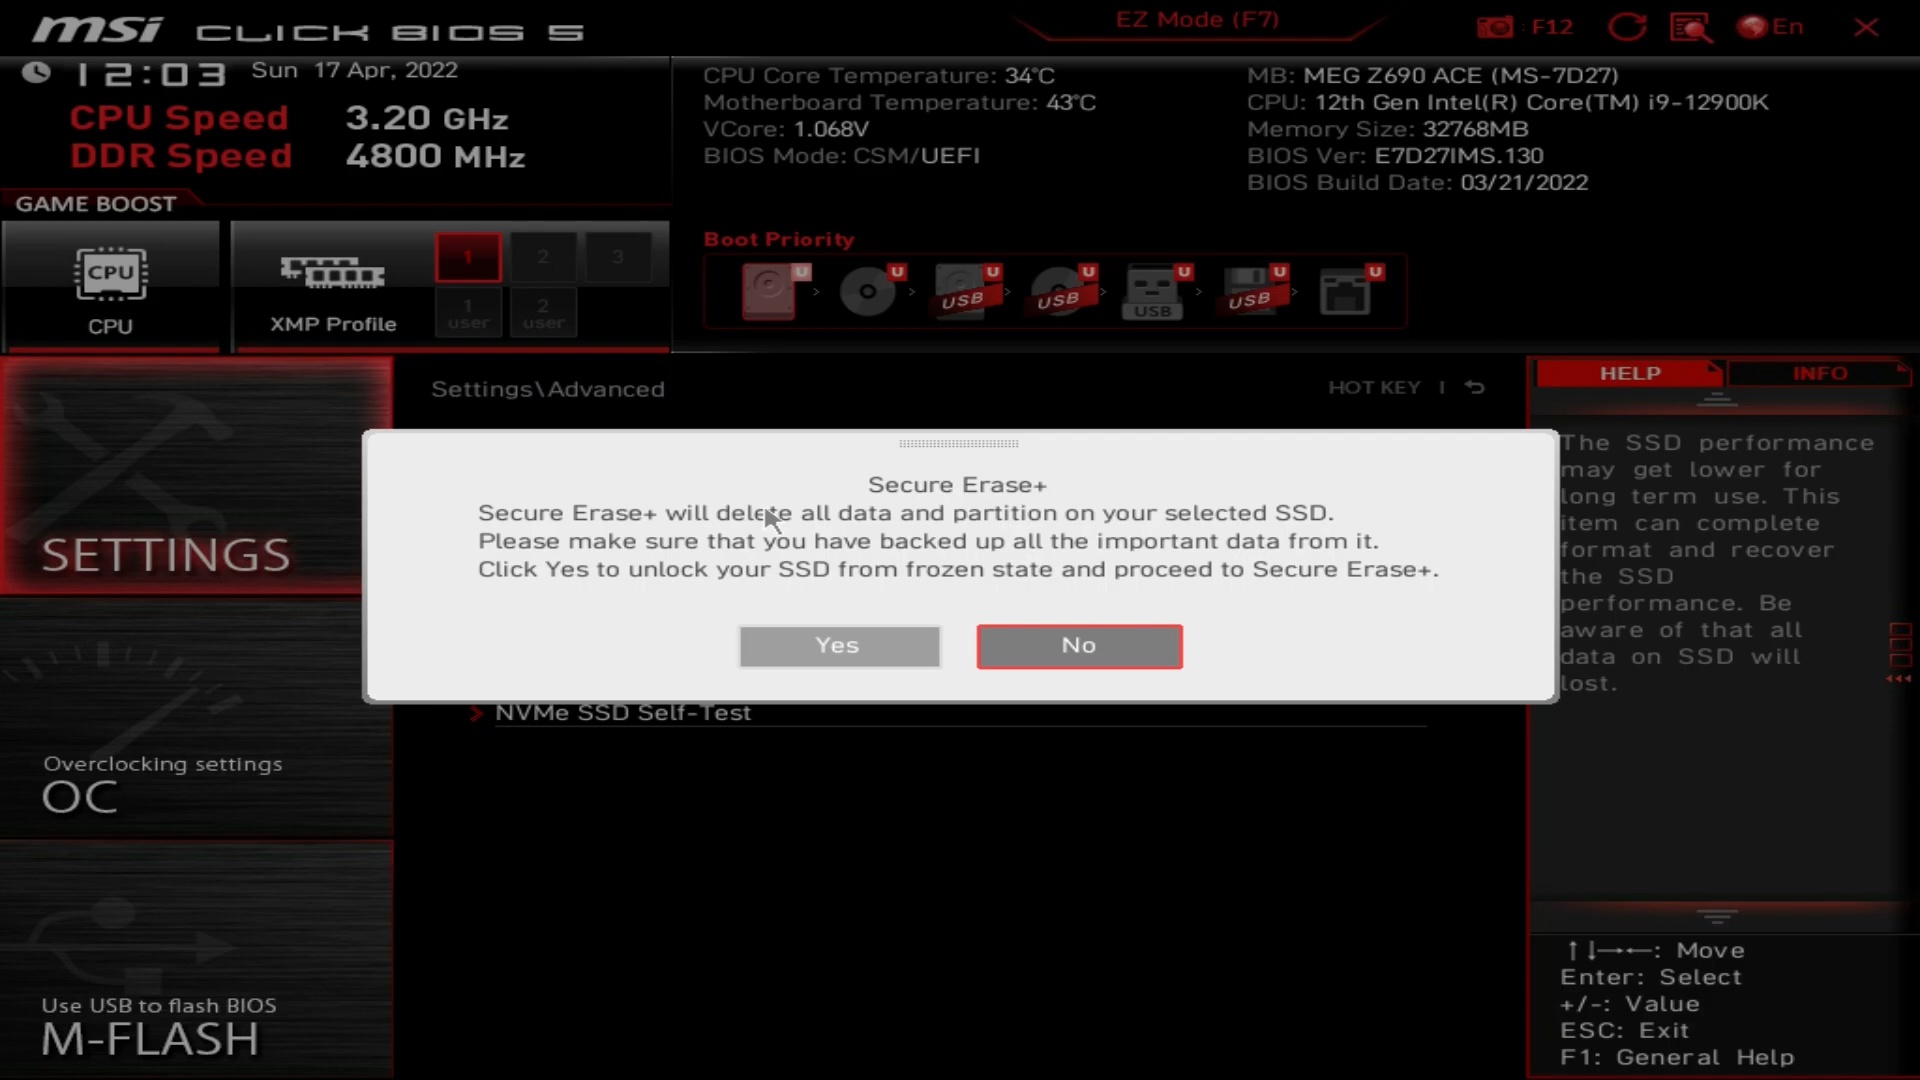 msi CLICK BIOS 5
EZ Mode (F7)
: F12
En
12:03 Sun 17 Apr, 2022
CPU Speed 3.20 GHz
DDR Speed 4800 MHz
CPU Core Temperature: 34°C
Motherboard Temperature: 43°C
VCore: 1.068V
BIOS Mode: CSM/UEFI
MB: MEG Z690 ACE (MS-7D27)
CPU: 12th Gen Intel(R) Core(TM) i9-12900K
Memory Size: 32768MB
BIOS Ver: E7D27IMS.130
BIOS Build Date: 03/21/2022
GAME BOOST
CPU
CPU
XMP Profile
1 2 3
1 user
2 user
Boot Priority
U U U U U U U
USB USB USB USB
SETTINGS
Overclocking settings
OC
Use USB to flash BIOS
M-FLASH
Settings\Advanced
HOT KEY |
Secure Erase+
Secure Erase+ will delete all data and partition on your selected SSD.
Please make sure that you have backed up all the important data from it.
Click Yes to unlock your SSD from frozen state and proceed to Secure Erase+.
Yes No
> NVMe SSD Self-Test
HELP INFO
The SSD performance
may get lower for
long term use. This
item can complete
format and recover
the SSD
performance. Be
aware of that all
data on SSD will
lost.
↑↓→←: Move
Enter: Select
+/-: Value
ESC: Exit
F1: General Help